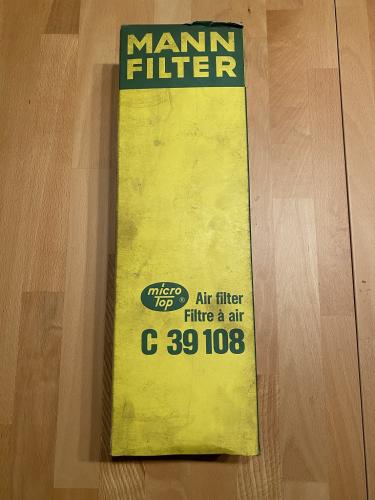 MANN
FILTER
micro
Top ®
Air filter
Filtre à air
C 39 108